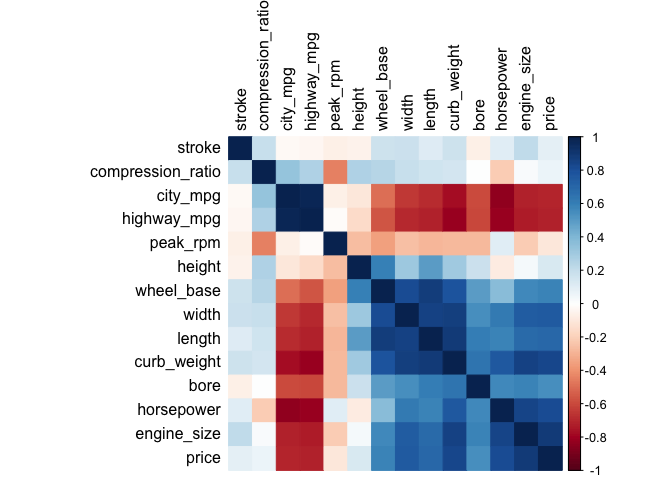 stroke
compression_ratio
city_mpg
highway_mpg
peak_rpm
height
wheel_base
width
length
curb_weight
bore
horsepower
engine_size
price
stroke
compression_ratio
city_mpg
highway_mpg
peak_rpm
height
wheel_base
width
length
curb_weight
bore
horsepower
engine_size
price
1
0.8
0.6
0.4
0.2
0
-0.2
-0.4
-0.6
-0.8
-1